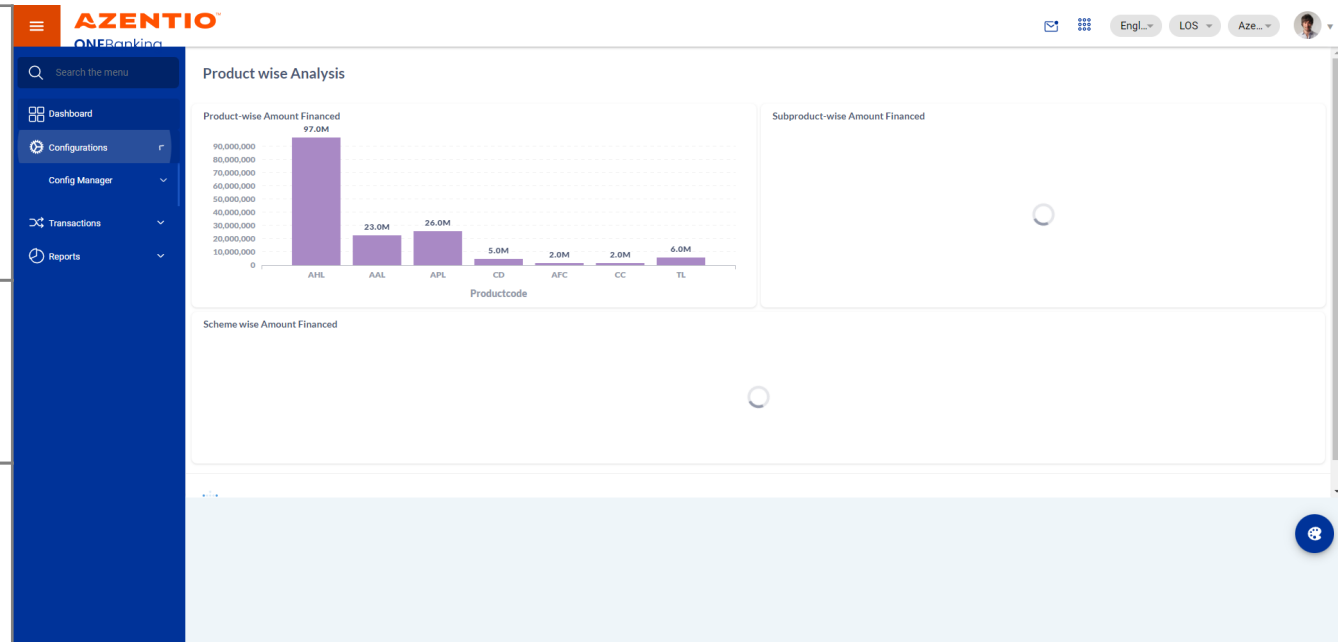 AZENTIO™
ONEBanking
Engl...
LOS
Aze...
Search the menu
Dashboard
Configurations
Config Manager
Transactions
Reports
Product wise Analysis
Product-wise Amount Financed
97.0M
90,000,000
80,000,000
70,000,000
60,000,000
50,000,000
40,000,000
30,000,000
20,000,000
10,000,000
0
23.0M
26.0M
5.0M
2.0M
2.0M
6.0M
AHL AAL APL CD AFC CC TL
Productcode
Subproduct-wise Amount Financed
Scheme wise Amount Financed